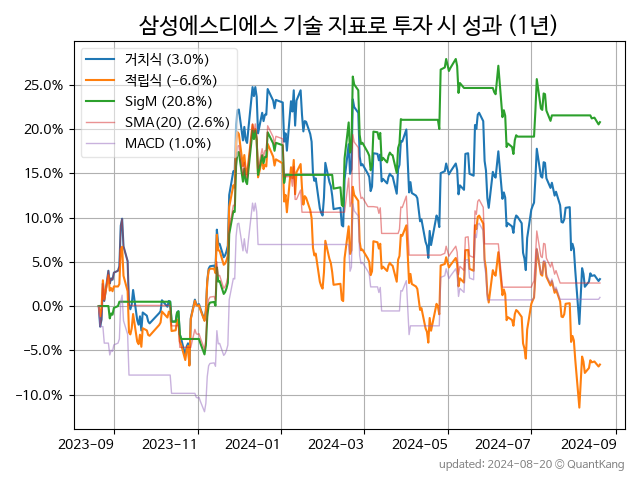 삼성에스디에스 기술 지표로 투자 시 성과 (1년)
거치식 (3.0%)
적립식 (−6.6%)
SigM (20.8%)
SMA(20) (2.6%)
MACD (1.0%)
25.0%
20.0%
15.0%
10.0%
5.0%
0.0%
−5.0%
−10.0%
2023-09 2023-11 2024-01 2024-03 2024-05 2024-07 2024-09
updated: 2024-08-20 © QuantKang